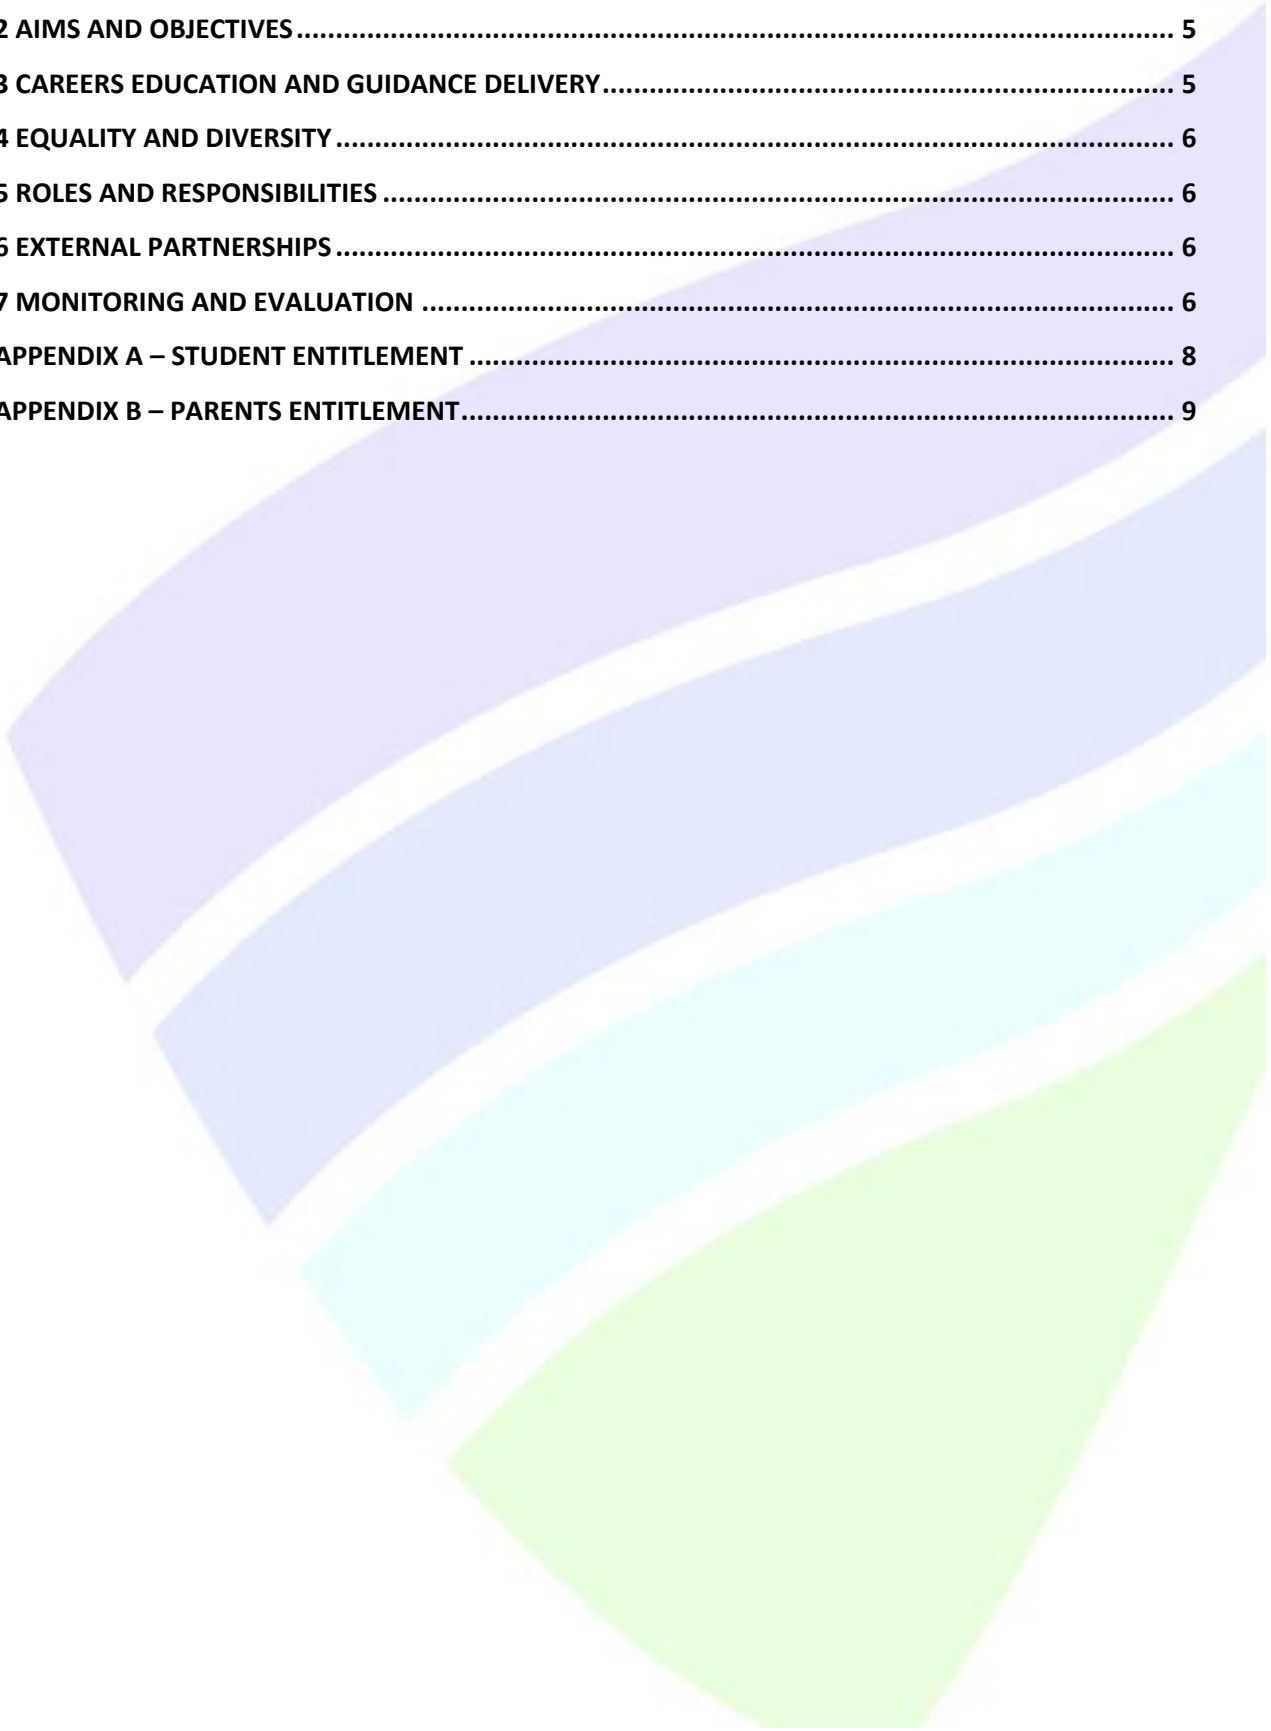 2 AIMS AND OBJECTIVES ........................................................................................................ 5
3 CAREERS EDUCATION AND GUIDANCE DELIVERY .................................................................. 5
4 EQUALITY AND DIVERSITY .................................................................................................... 6
5 ROLES AND RESPONSIBILITIES .............................................................................................. 6
6 EXTERNAL PARTNERSHIPS .................................................................................................... 6
7 MONITORING AND EVALUATION ......................................................................................... 6
APPENDIX A – STUDENT ENTITLEMENT ................................................................................... 8
APPENDIX B – PARENTS ENTITLEMENT .................................................................................... 9